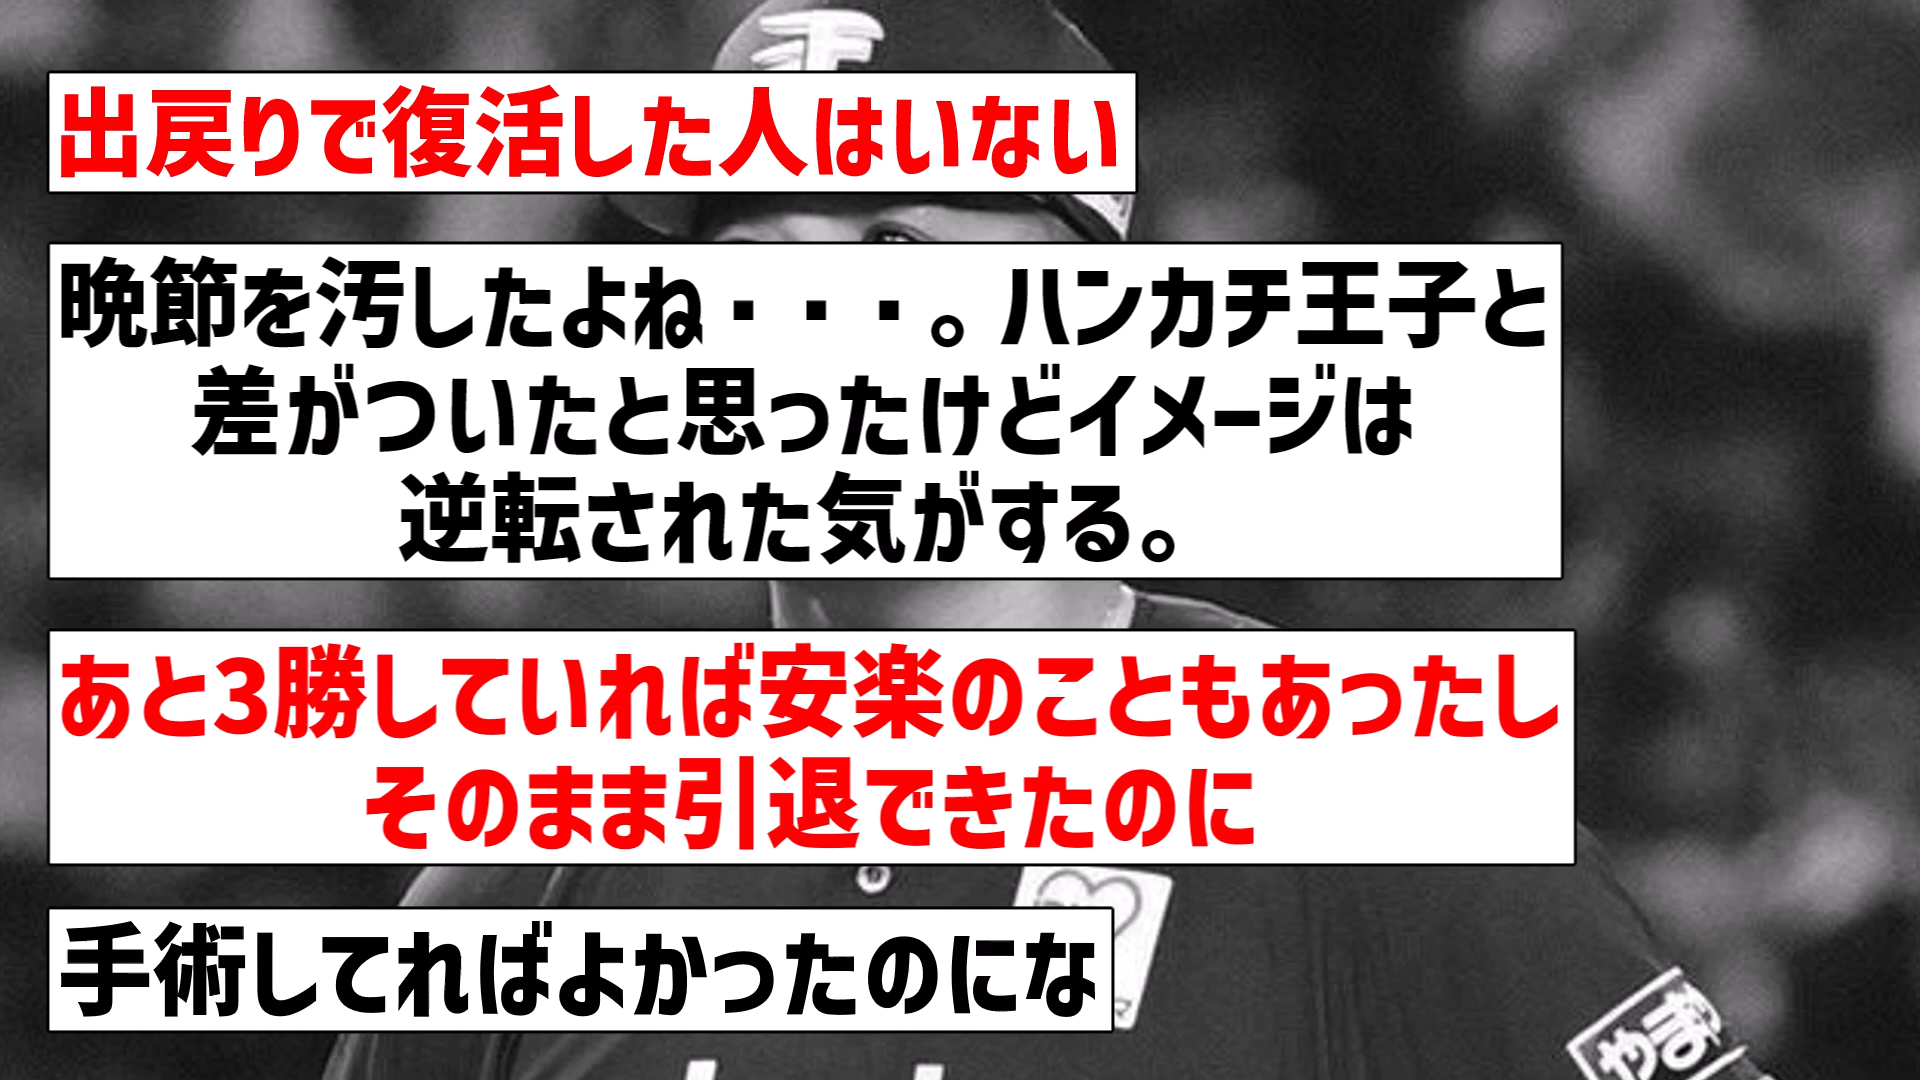 出戻りで復活した人はいない
晩節を汚したよね・・・。ハンカチ王子と
差がついたと思ったけどイメージは
逆転された気がする。
あと3勝していれば安楽のこともあったし
そのまま引退できたのに
手術してればよかったのにな
やま